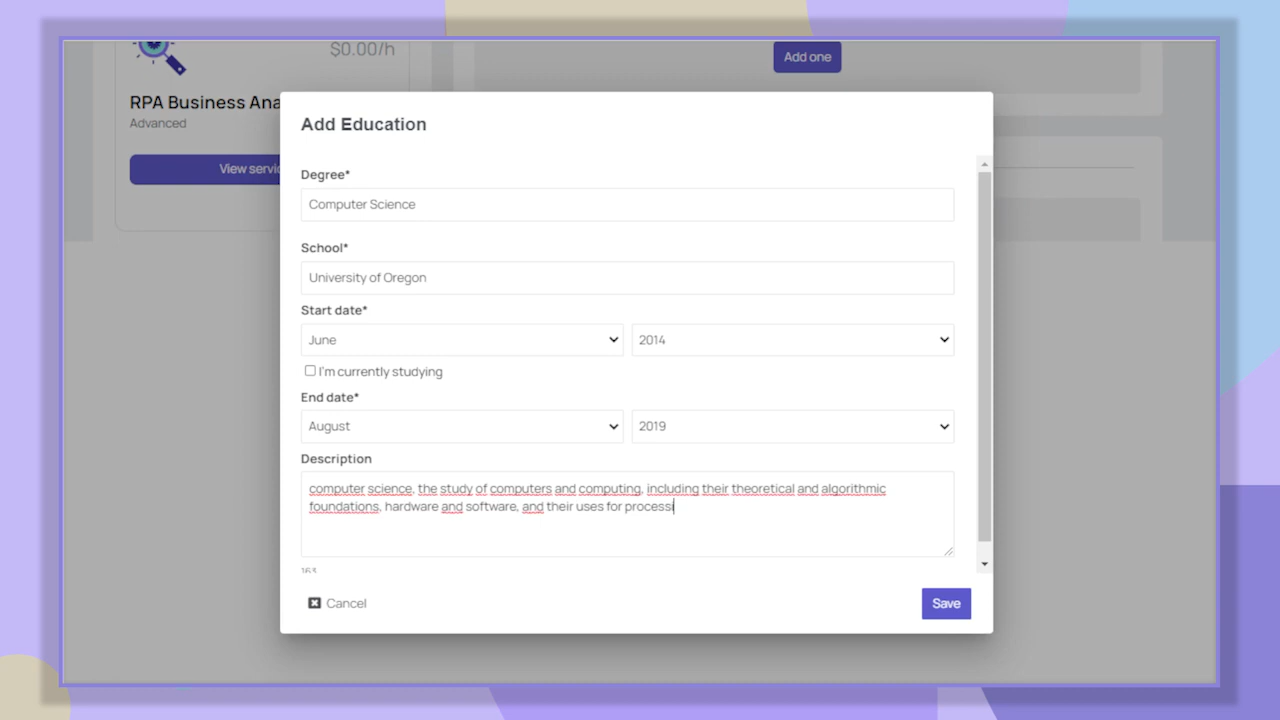 $0.00/h
Add one
RPA Business Ana
Advanced
View servic
Add Education
Degree*
Computer Science
School*
University of Oregon
Start date*
June
2014
I'm currently studying
End date*
August
2019
Description
computer science, the study of computers and computing, including their theoretical and algorithmic
foundations, hardware and software, and their uses for processi
163
Cancel
Save